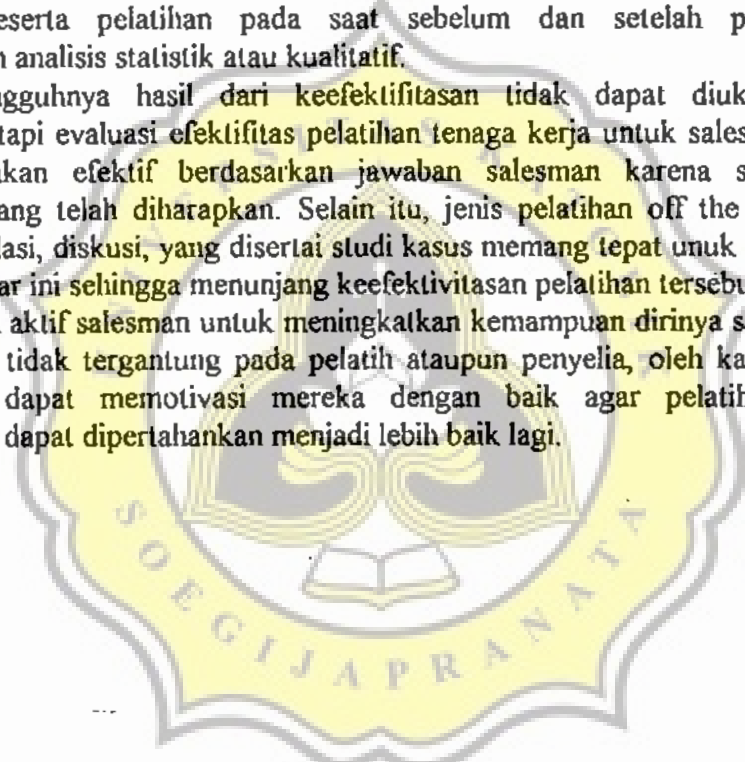 eserta pelatihan pada saat sebelum dan setelah p
n analisis statistik atau kualitatif.
ngguhnya hasil dari keefektifitasan tidak dapat diuk
tapi evaluasi efektifitas pelatihan tenaga kerja untuk sales
akan efektif berdasarkan jawaban salesman karena s
ang telah diharapkan. Selain itu, jenis pelatihan off the
lasi, diskusi, yang disertai studi kasus memang tepat unuk
ar ini sehingga menunjang keefektivitasan pelatihan tersebu
aktif salesman untuk meningkatkan kemampuan dirinya s
tidak tergantung pada pelatih ataupun penyelia, oleh ka
dapat memotivasi mereka dengan baik agar pelatih
dapat dipertahankan menjadi lebih baik lagi.
SOEGIJAPRANATA